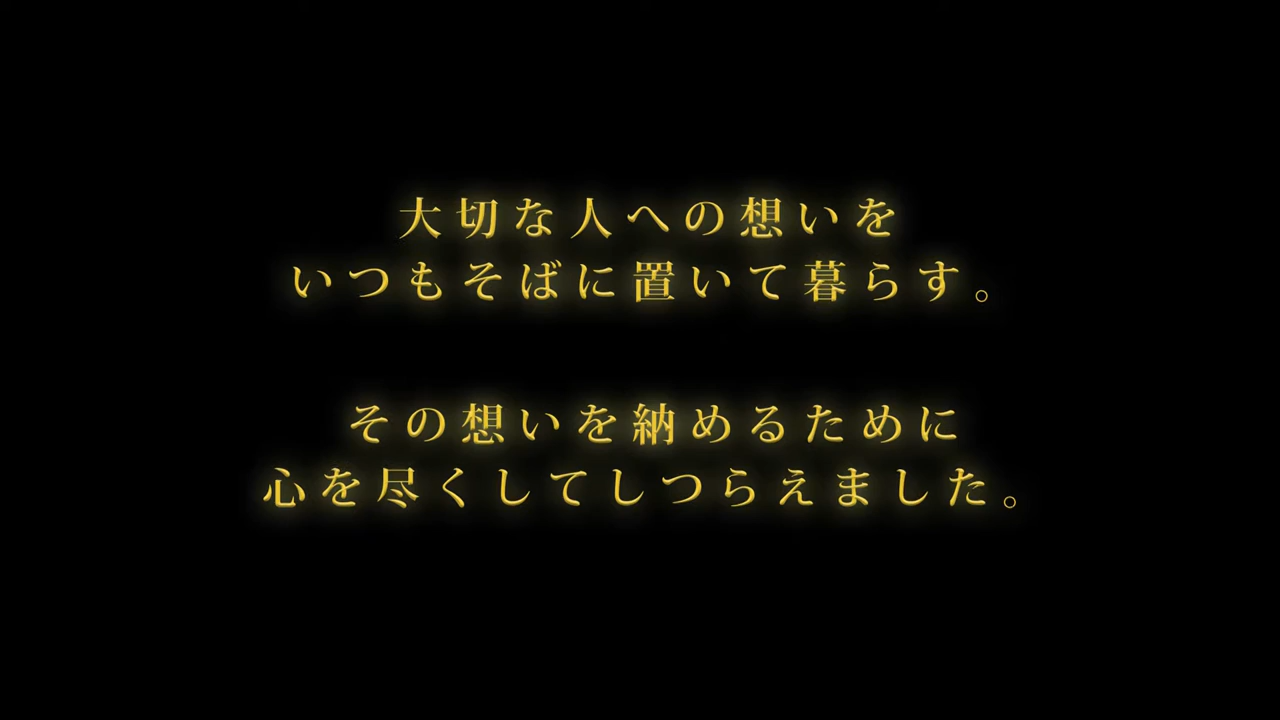 大切な人への想いを
いつもそばに置いて暮らす。
その想いを納めるために
心を尽くしてしつらえました。